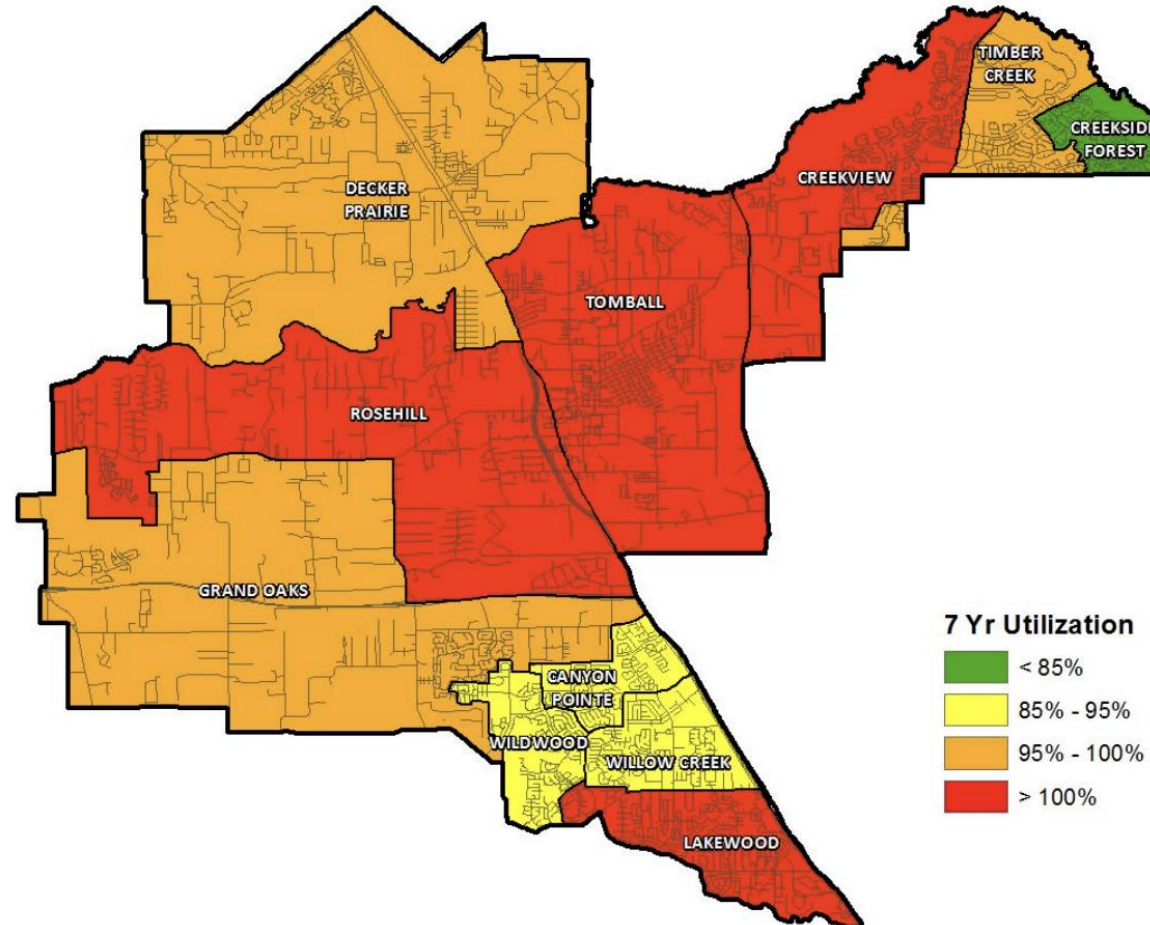 TIMBER
CREEK
CREEKSIDE
FOREST
CREEKVIEW
DECKER
PRAIRIE
TOMBALL
ROSEHILL
GRAND OAKS
CANYON
POINTE
WILDWOOD
WILLOW CREEK
LAKEWOOD
7 Yr Utilization
< 85%
85% - 95%
95% - 100%
> 100%